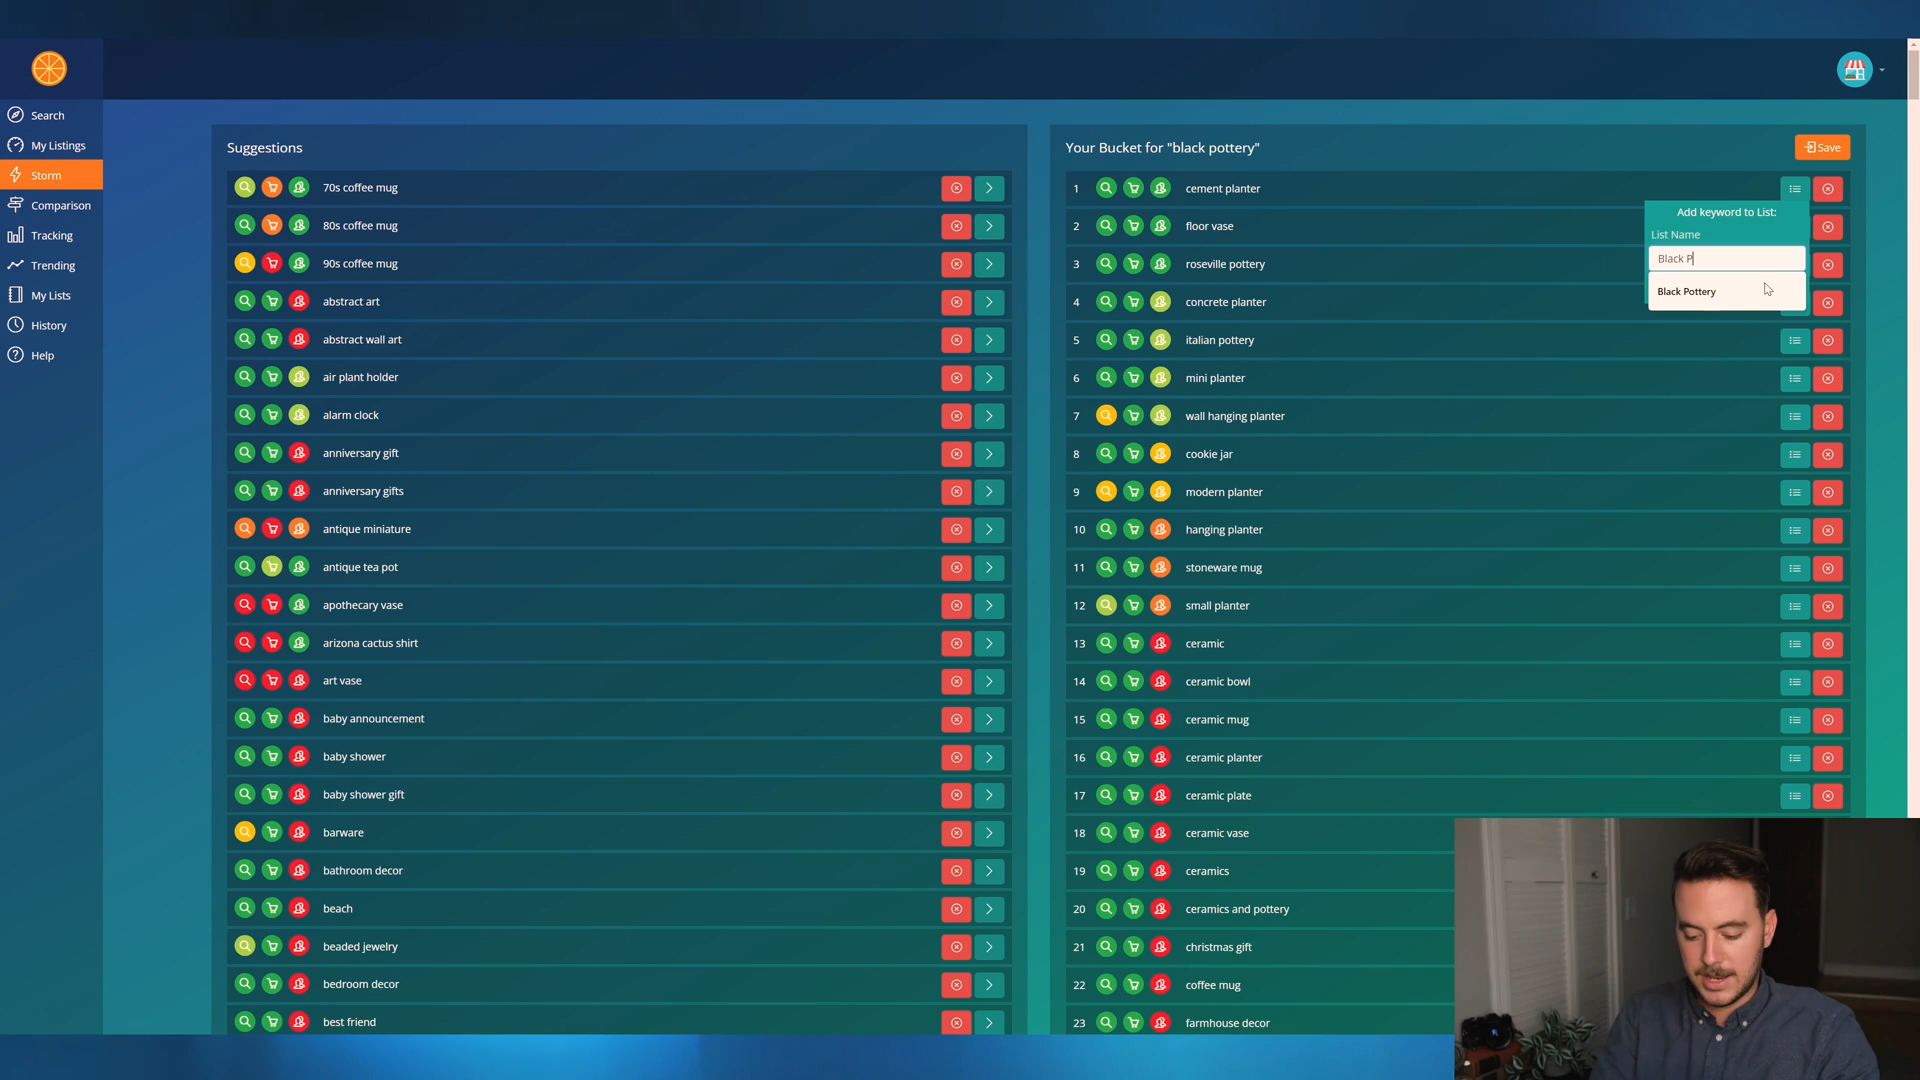 Search
My Listings
Storm
Comparison
Tracking
Trending
My Lists
History
Help
Suggestions
70s coffee mug
80s coffee mug
90s coffee mug
abstract art
abstract wall art
air plant holder
alarm clock
anniversary gift
anniversary gifts
antique miniature
antique tea pot
apothecary vase
arizona cactus shirt
art vase
baby announcement
baby shower
baby shower gift
barware
bathroom decor
beach
beaded jewelry
bedroom decor
best friend
Your Bucket for "black pottery"
Save
1 cement planter
2 floor vase
3 roseville pottery
4 concrete planter
5 italian pottery
6 mini planter
7 wall hanging planter
8 cookie jar
9 modern planter
10 hanging planter
11 stoneware mug
12 small planter
13 ceramic
14 ceramic bowl
15 ceramic mug
16 ceramic planter
17 ceramic plate
18 ceramic vase
19 ceramics
20 ceramics and pottery
21 christmas gift
22 coffee mug
23 farmhouse decor
Add keyword to List:
List Name
Black P
Black Pottery